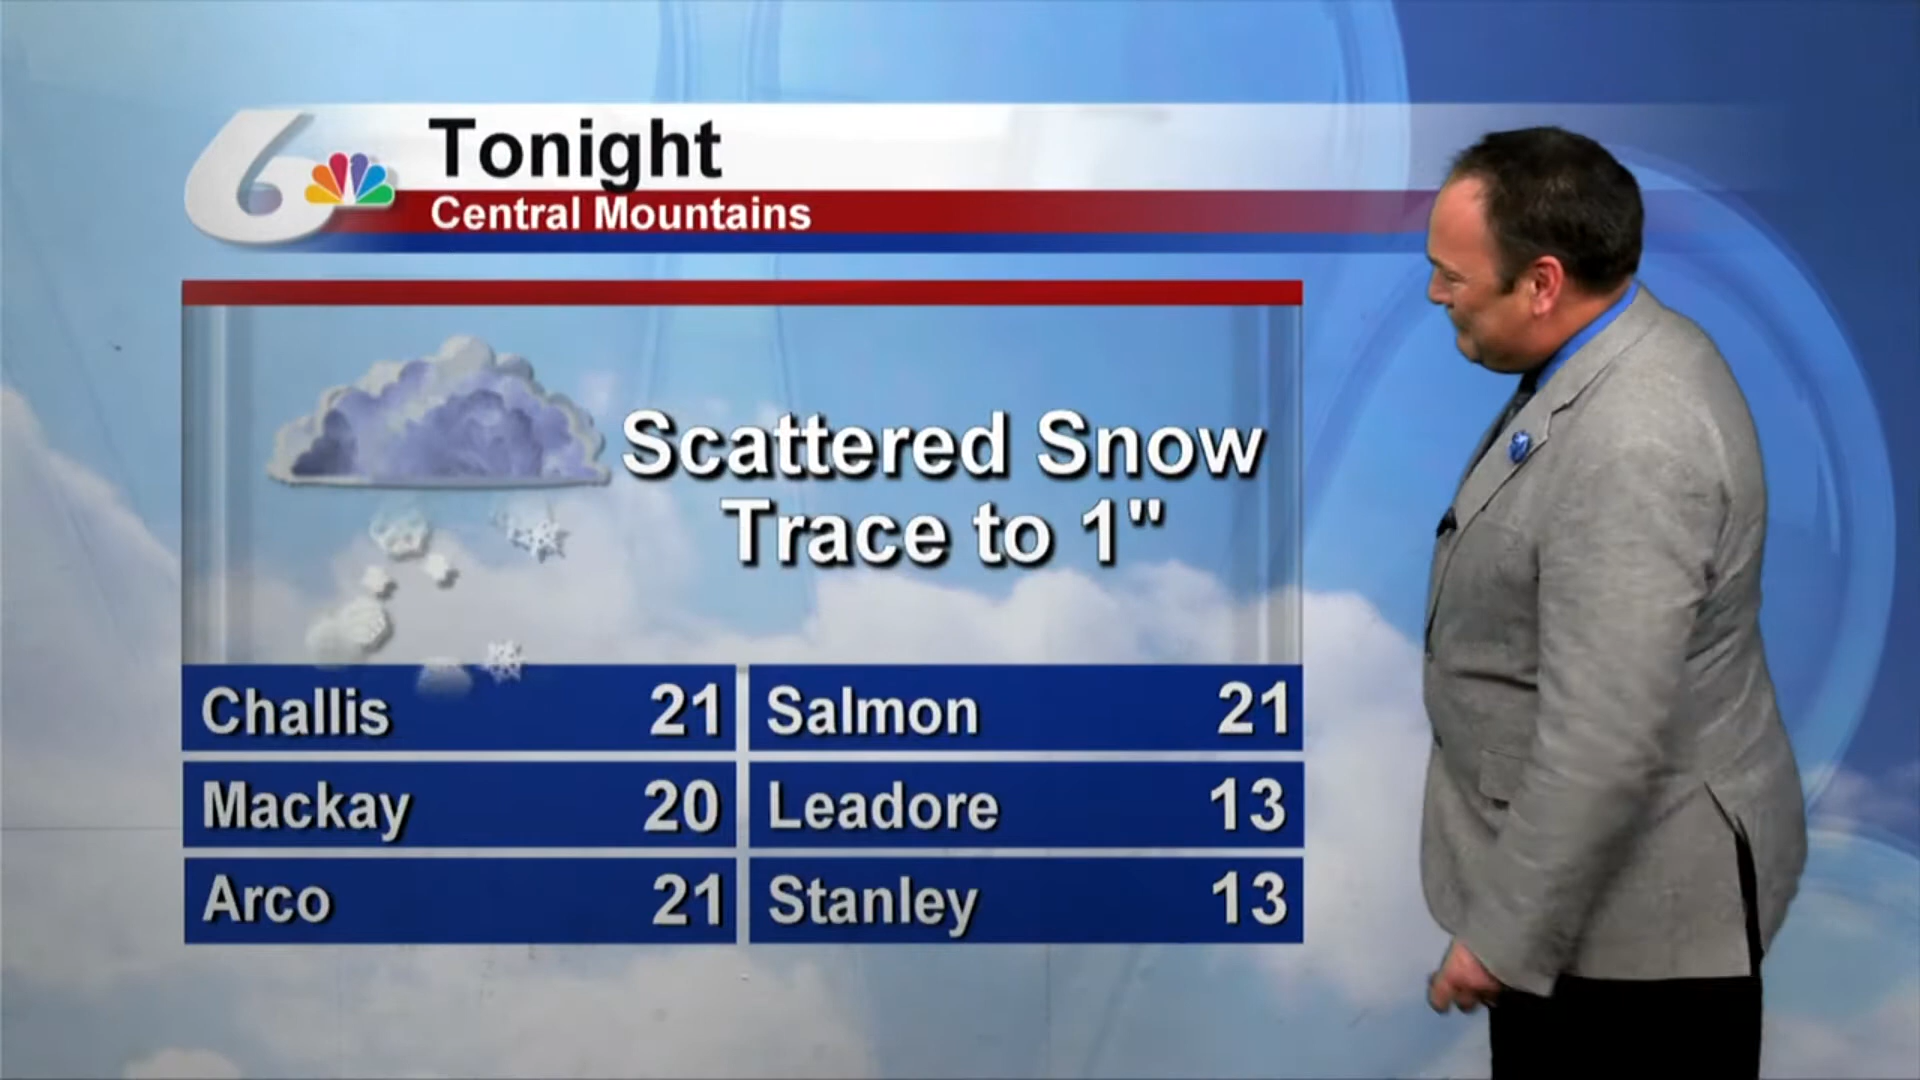 6
Tonight
Central Mountains
Scattered Snow
Trace to 1"
Challis 21 Salmon 21
Mackay 20 Leadore 13
Arco 21 Stanley 13